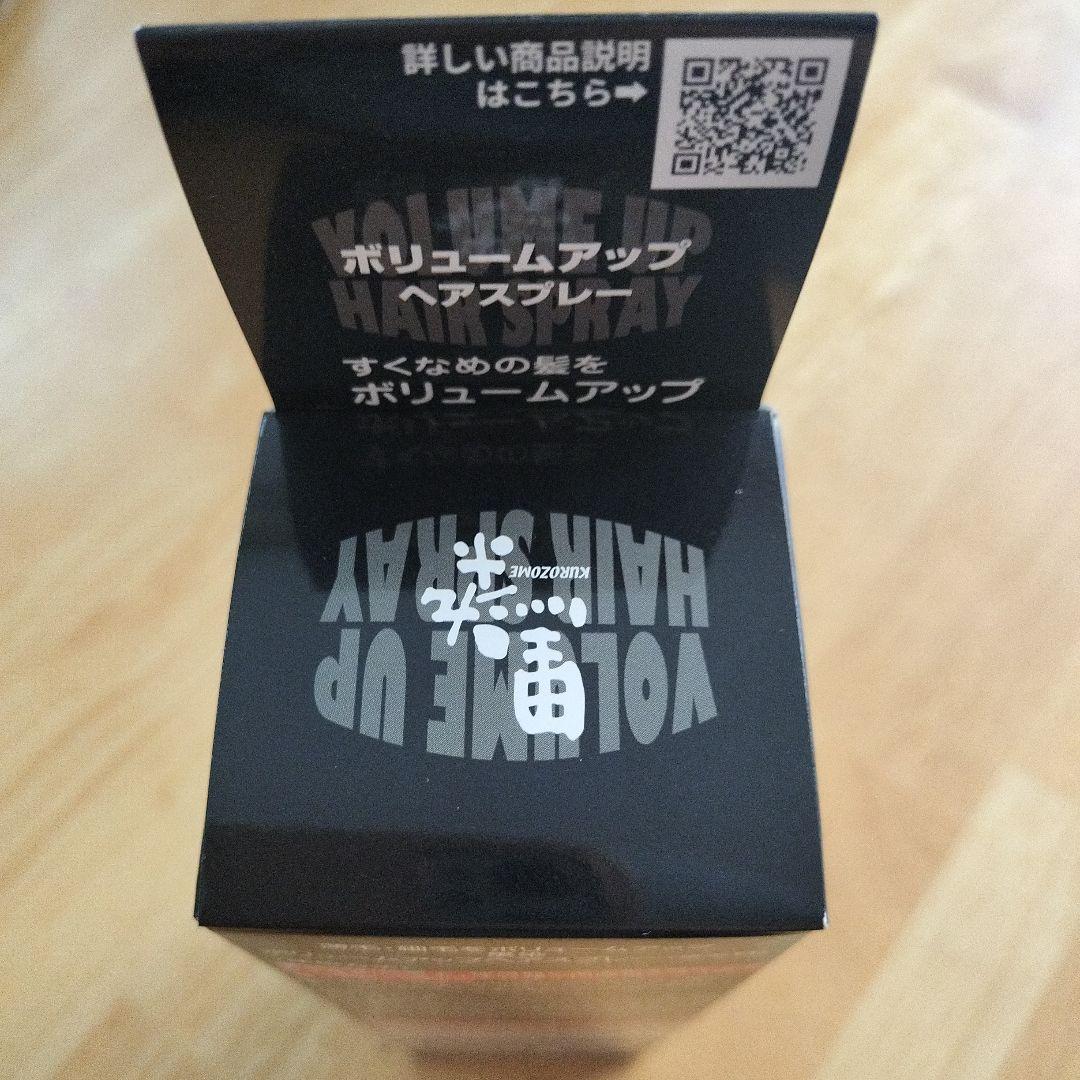 詳しい商品説明
はこちら➡
VOLUME UP
HAIR SPRAY
ボリュームアップ
ヘアスプレー
すくなめの髪を
ボリュームアップ
黒染
KUROZOME
VOLUME UP
HAIR SPRAY